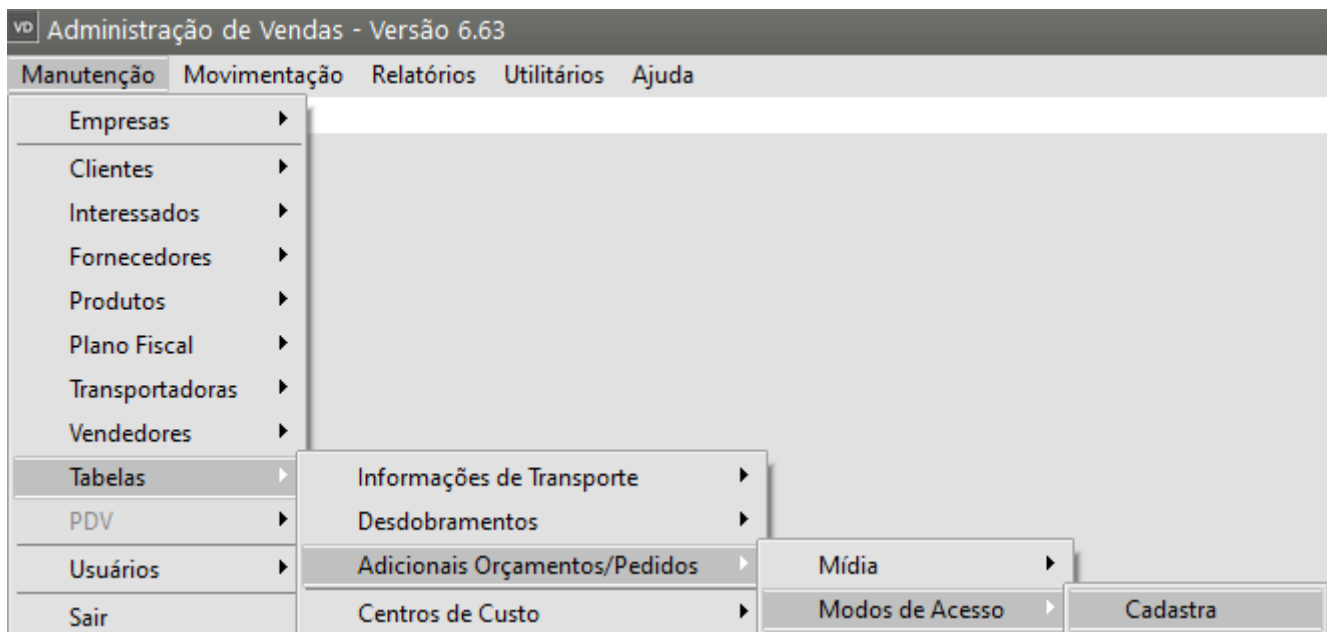 VD Administração de Vendas - Versão 6.63
Manutenção Movimentação Relatórios Utilitários Ajuda
Empresas
Clientes
Interessados
Fornecedores
Produtos
Plano Fiscal
Transportadoras
Vendedores
Tabelas Informações de Transporte
PDV Desdobramentos
Usuários Adicionais Orçamentos/Pedidos Mídia
Sair Centros de Custo Modos de Acesso Cadastra